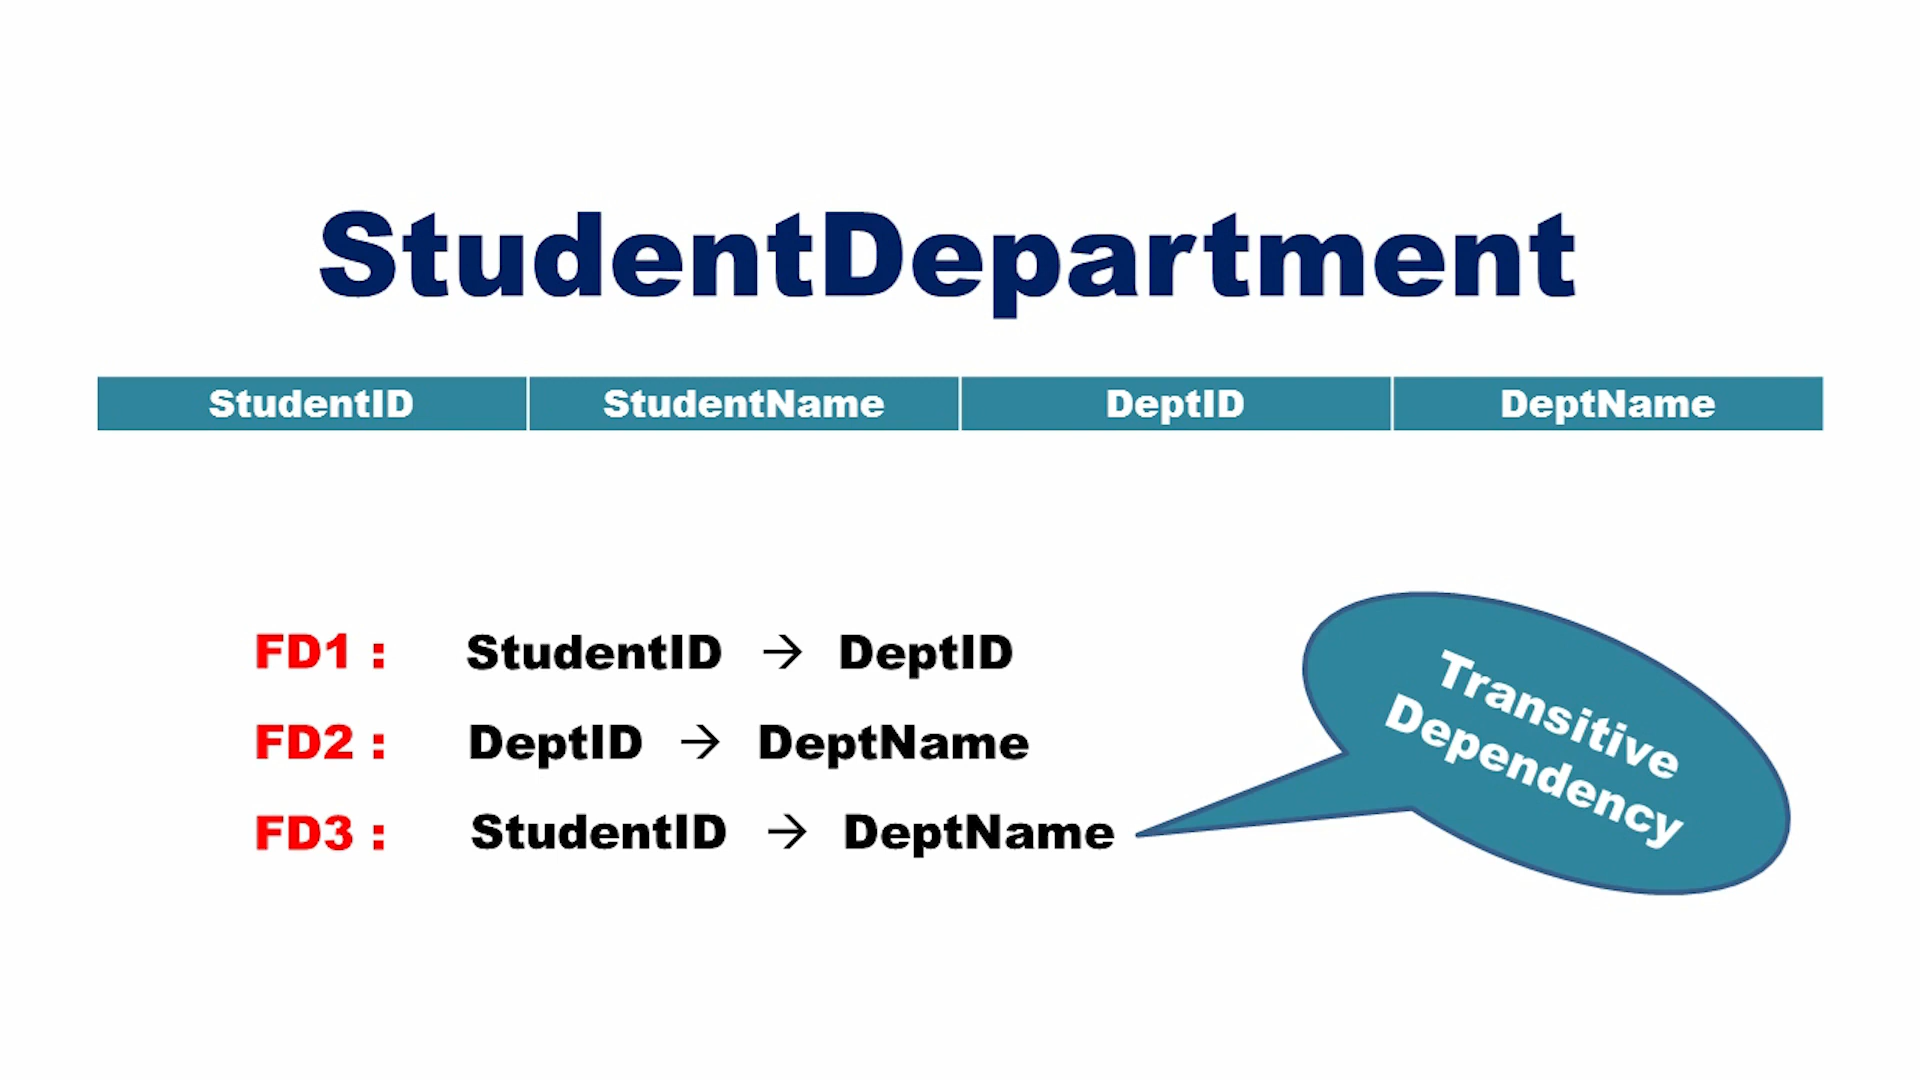 StudentDepartment
StudentID StudentName DeptID DeptName
FD1 : StudentID → DeptID
FD2 : DeptID → DeptName
FD3 : StudentID → DeptName
Transitive
Dependency